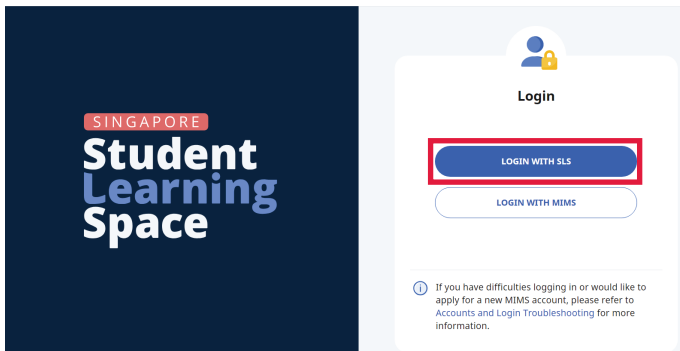 SINGAPORE
Student
Learning
Space
Login
LOGIN WITH SLS
LOGIN WITH MIMS
If you have difficulties logging in or would like to
apply for a new MIMS account, please refer to
Accounts and Login Troubleshooting for more
information.